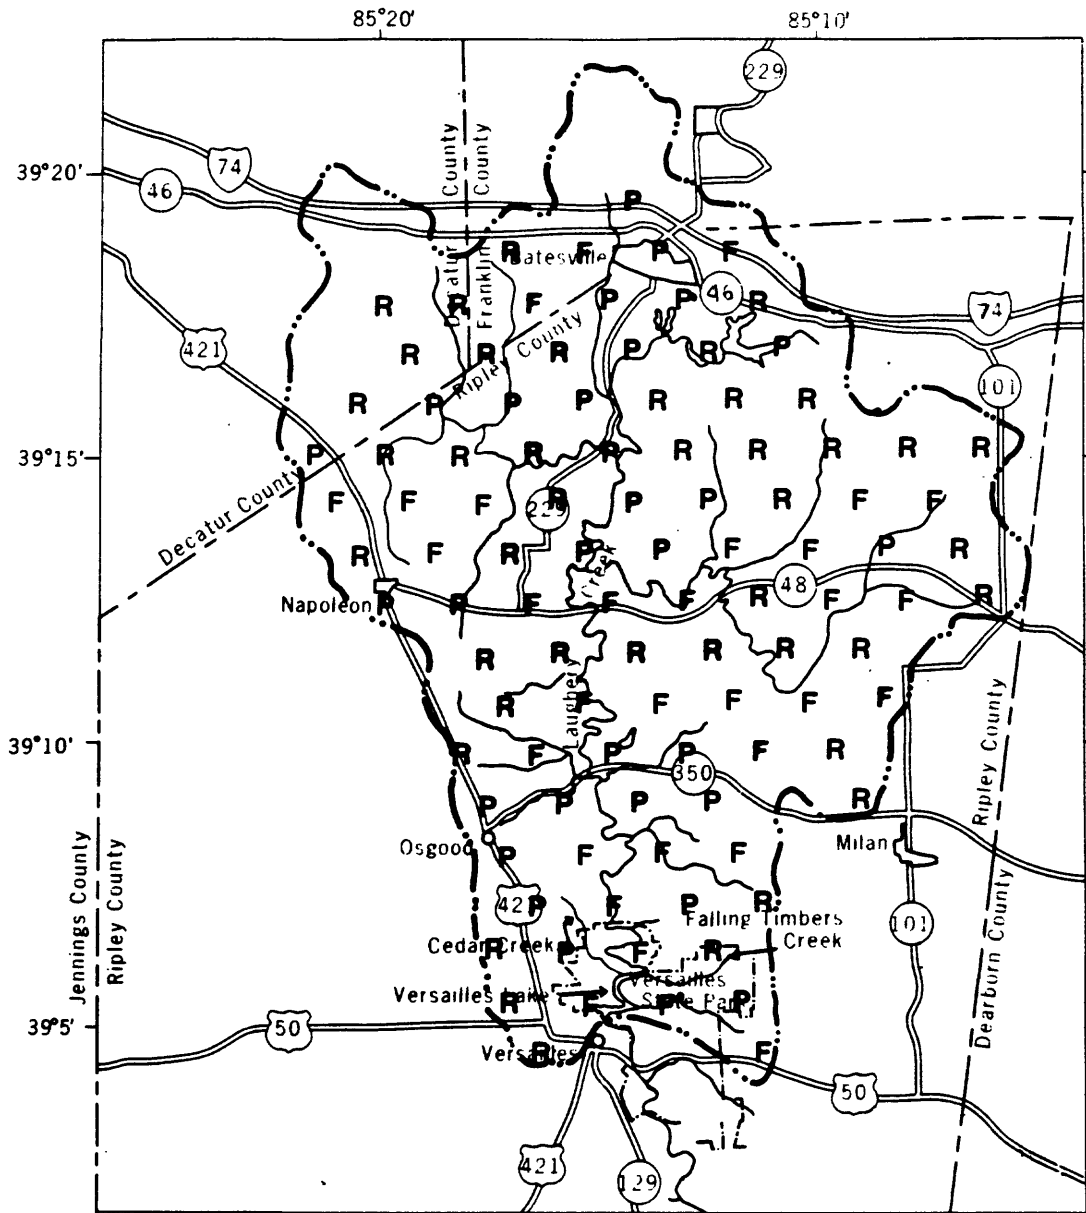 85°20' 85°10'
229
39°20' 74 County County
46 P
R F P F
Batesville
R R F P P 46 R
Decatur Franklin 74
421 R R R P R P
Ripley County 101
R P P P R R R
39°15' P R R R P R R R R R
Decatur County
F F F R P P R F F
229
R F R P P F F P R
Creek
48
Napoleon R R F F F R F F R
R R R R R R
R F F F F F
Laughery
39°10' R F P P F R
350
P P P P R
Ripley County
Osgood Milan
P F F F
Jennings County
Ripley County
421 P F P R
Falling Timbers
Creek
101
Cedar Creek R F F R
Dearborn County
Versailles
State Park
Versailles Lake R F P P
39°5'
50
Versailles R F
50
421
129